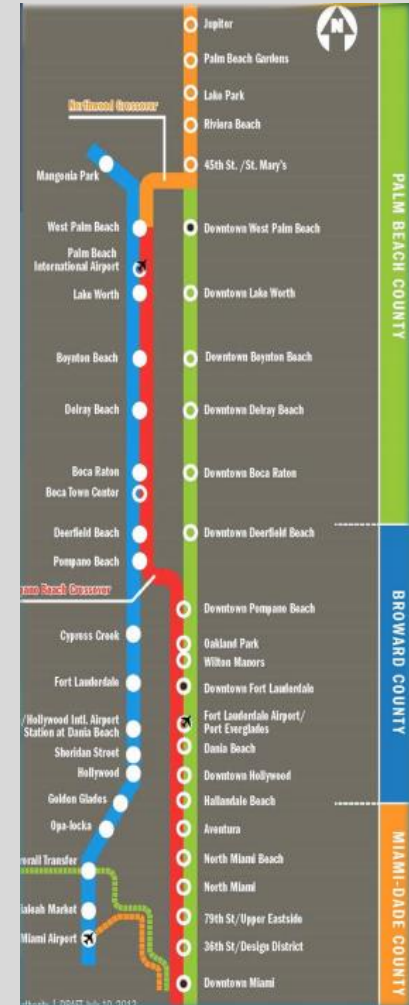 N
Jupiter
Palm Beach Gardens
Lake Park
Northwood Crossover
Riviera Beach
45th St. /St. Mary's
Mangonia Park
West Palm Beach
Downtown West Palm Beach
Palm Beach
International Airport
Lake Worth
Downtown Lake Worth
Boynton Beach
Downtown Boynton Beach
Delray Beach
Downtown Delray Beach
Boca Raton
Downtown Boca Raton
Boca Town Center
Deerfield Beach
Downtown Deerfield Beach
Pompano Beach
Beach Crossover
Downtown Pompano Beach
Cypress Creek
Oakland Park
Wilton Manors
Fort Lauderdale
Downtown Fort Lauderdale
/Hollywood Intl. Airport
Station at Dania Beach
Fort Lauderdale Airport/
Port Everglades
Sheridan Street
Dania Beach
Hollywood
Downtown Hollywood
Golden Glades
Hallandale Beach
Opa-locka
Aventura
North Miami Beach
Transfer
North Miami
Market
79th St/Upper Eastside
Miami Airport
36th St/Design District
Downtown Miami
PALM BEACH COUNTY
BROWARD COUNTY
MIAMI-DADE COUNTY